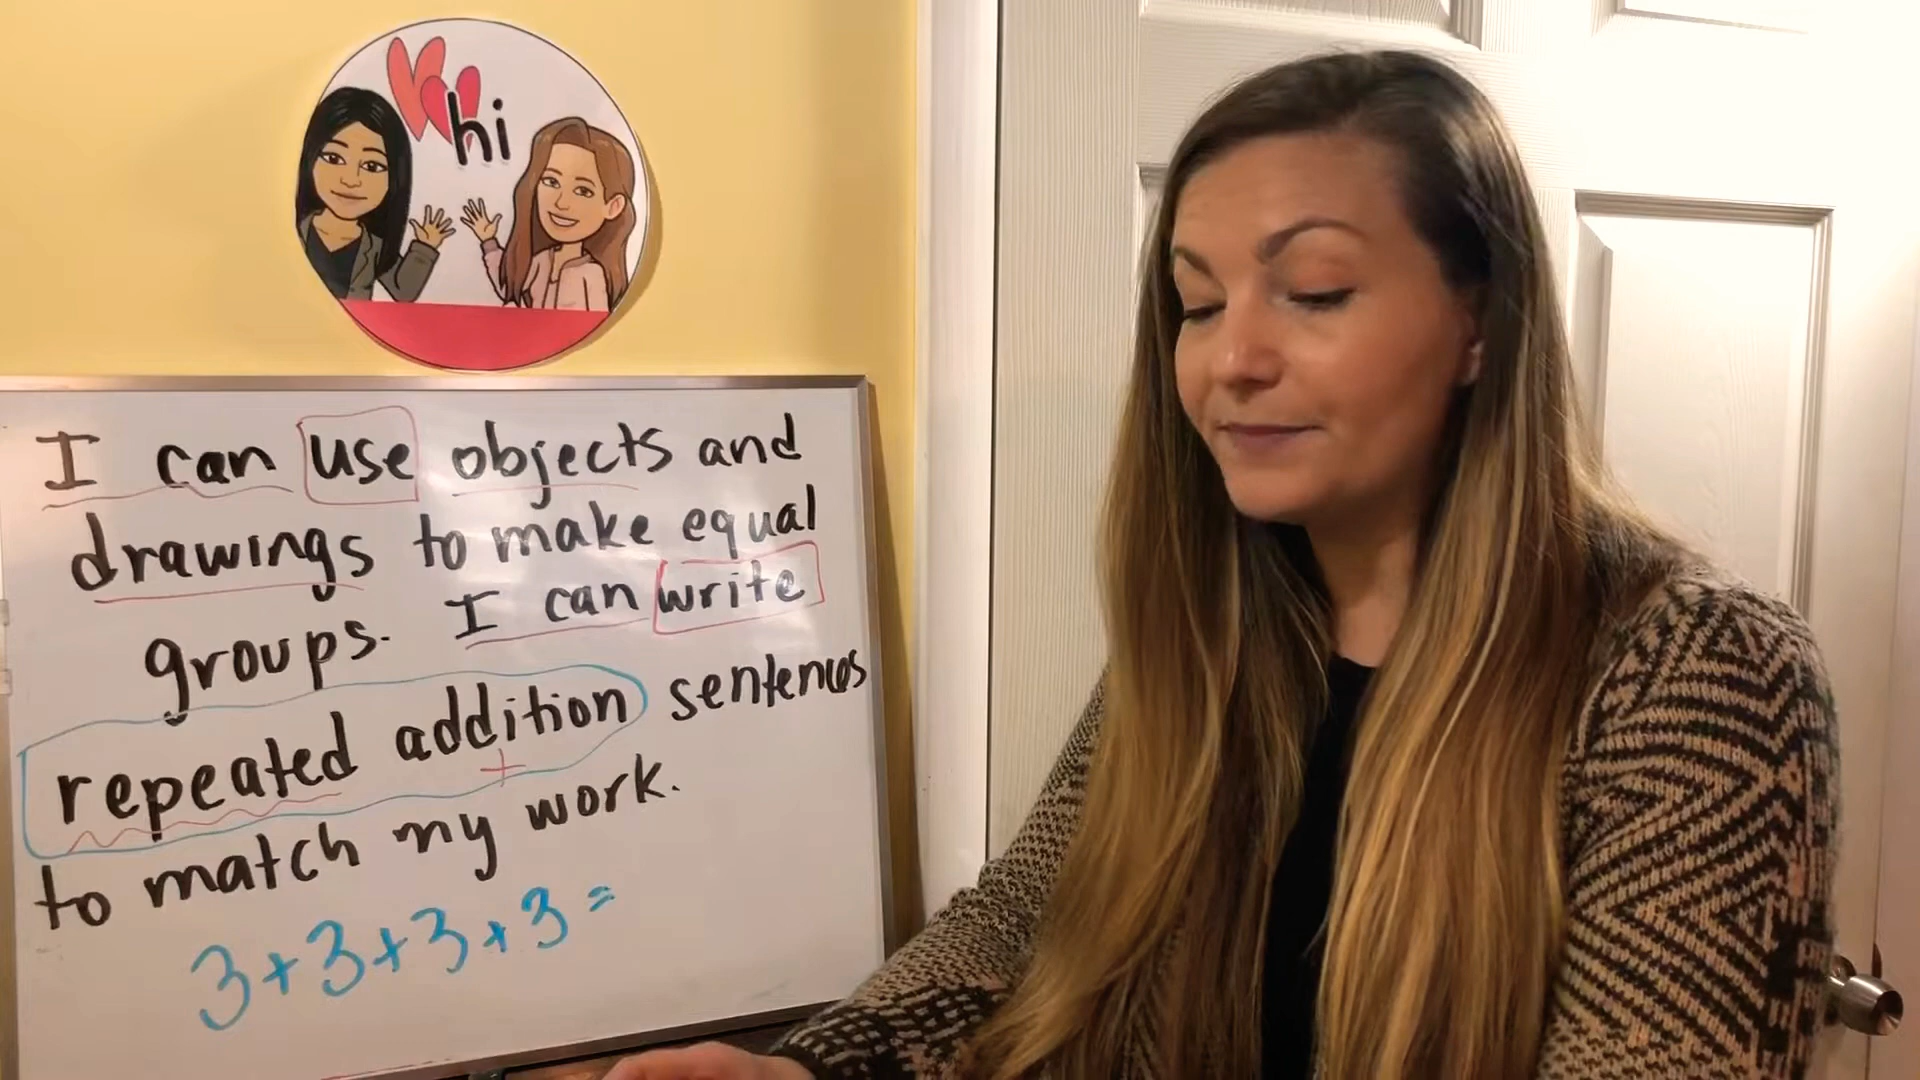 hi
I can use objects and
drawings to make equal
groups. I can write
repeated addition sentences
+
to match my work.
3+3+3+3=